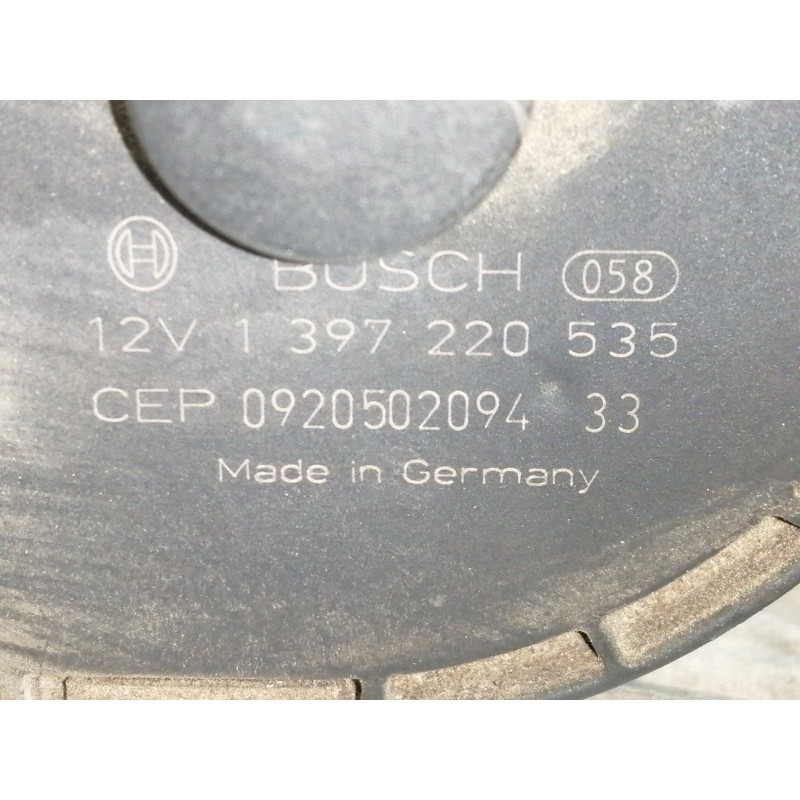 BOSCH 058
12V 1 397 220 535
CEP 0920502094 33
Made in Germany